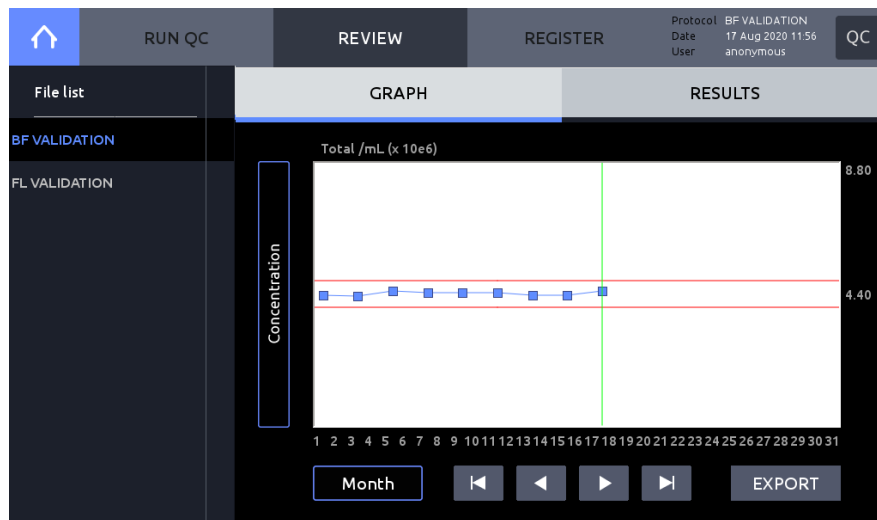 RUN QC
REVIEW
REGISTER
Protocol BF VALIDATION
Date 17 Aug 2020 11:56
User anonymous
QC
File list
GRAPH
RESULTS
BF VALIDATION
FL VALIDATION
Total /mL (x 10e6)
8.80
Concentration
4.40
1 2 3 4 5 6 7 8 9 10 11 12 13 14 15 16 17 18 19 20 21 22 23 24 25 26 27 28 29 30 31
Month
EXPORT